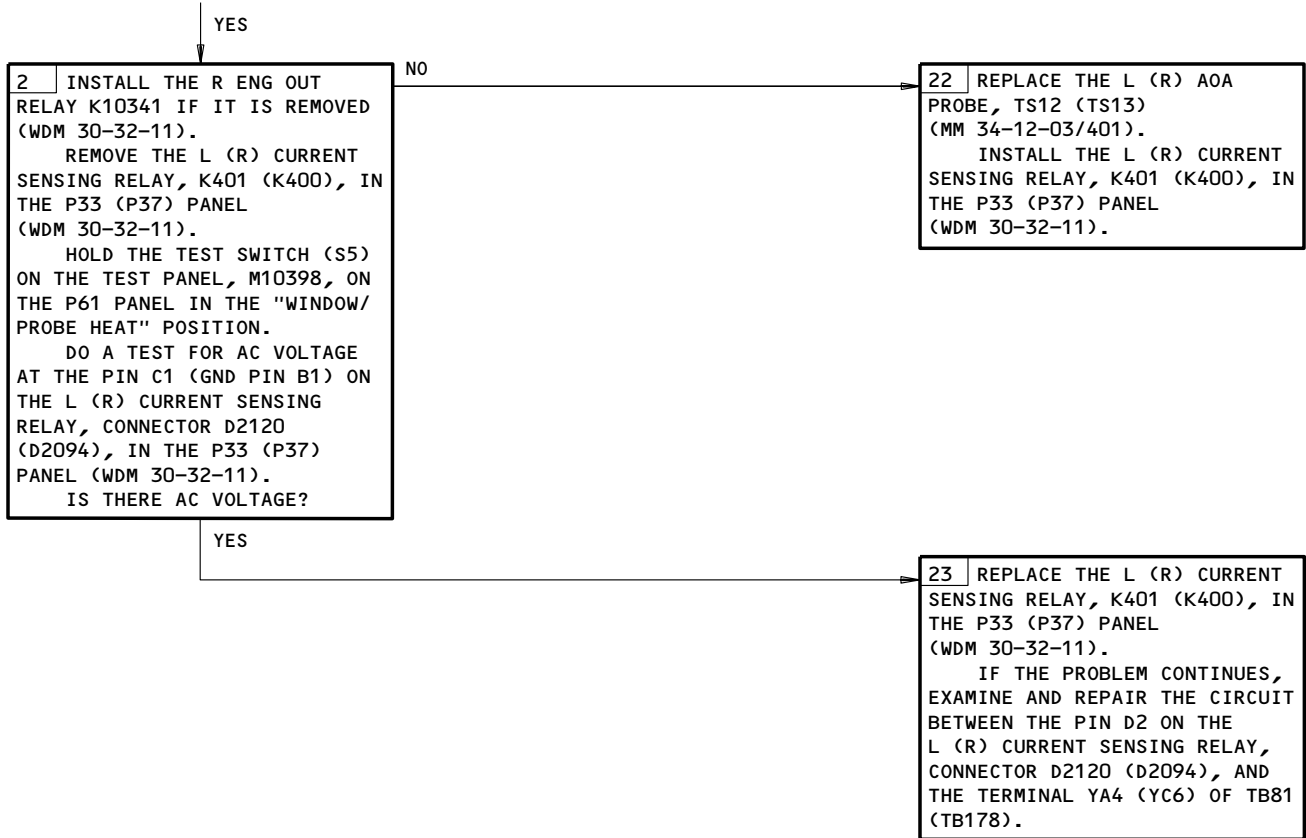 YES
2 INSTALL THE R ENG OUT
RELAY K10341 IF IT IS REMOVED
(WDM 30-32-11).
REMOVE THE L (R) CURRENT
SENSING RELAY, K401 (K400), IN
THE P33 (P37) PANEL
(WDM 30-32-11).
HOLD THE TEST SWITCH (S5)
ON THE TEST PANEL, M10398, ON
THE P61 PANEL IN THE "WINDOW/
PROBE HEAT" POSITION.
DO A TEST FOR AC VOLTAGE
AT THE PIN C1 (GND PIN B1) ON
THE L (R) CURRENT SENSING
RELAY, CONNECTOR D2120
(D2094), IN THE P33 (P37)
PANEL (WDM 30-32-11).
IS THERE AC VOLTAGE?
NO
22 REPLACE THE L (R) AOA
PROBE, TS12 (TS13)
(MM 34-12-03/401).
INSTALL THE L (R) CURRENT
SENSING RELAY, K401 (K400), IN
THE P33 (P37) PANEL
(WDM 30-32-11).
YES
23 REPLACE THE L (R) CURRENT
SENSING RELAY, K401 (K400), IN
THE P33 (P37) PANEL
(WDM 30-32-11).
IF THE PROBLEM CONTINUES,
EXAMINE AND REPAIR THE CIRCUIT
BETWEEN THE PIN D2 ON THE
L (R) CURRENT SENSING RELAY,
CONNECTOR D2120 (D2094), AND
THE TERMINAL YA4 (YC6) OF TB81
(TB178).